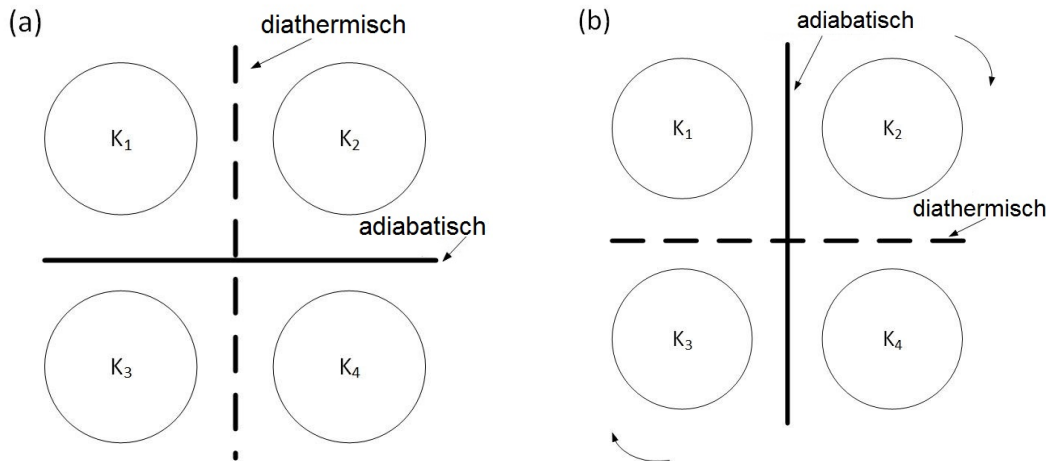 (a)
diathermisch
K₁
K₂
adiabatisch
K₃
K₄
(b)
adiabatisch
K₁
K₂
diathermisch
K₃
K₄